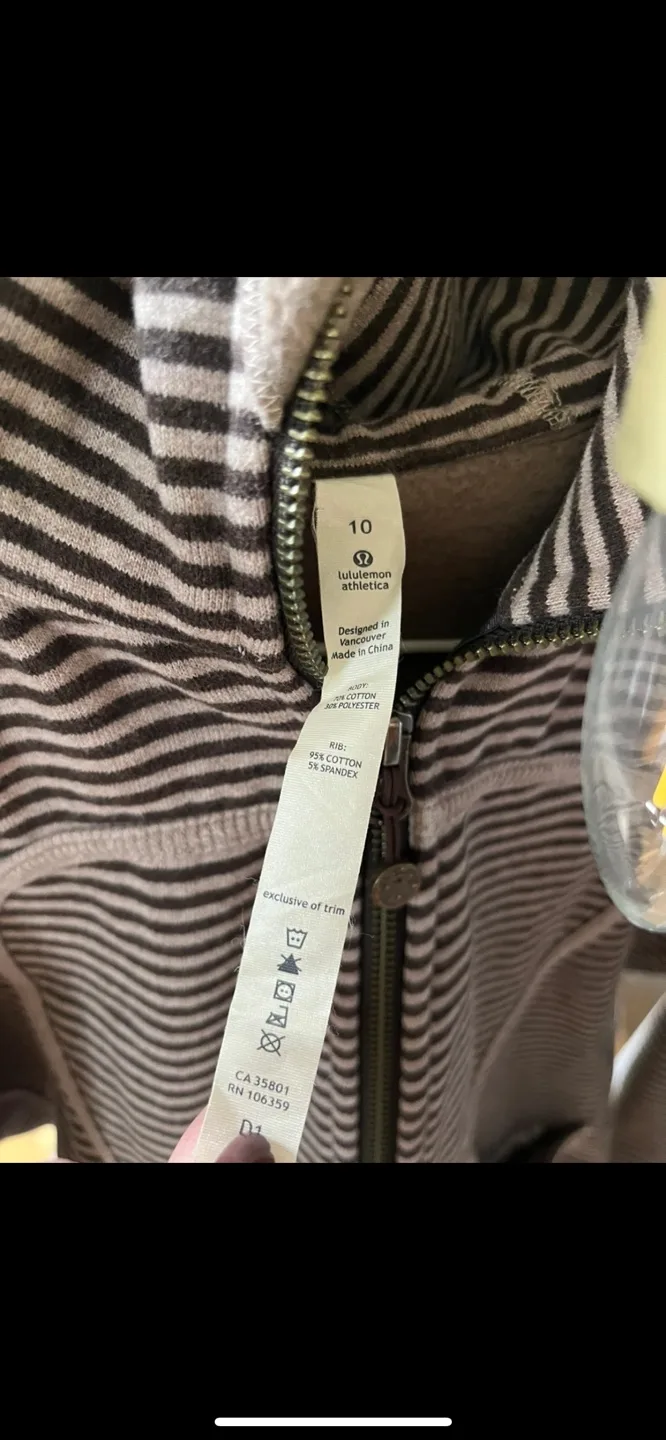 10
lululemon
athletica
Designed in
Vancouver
Made in China
BODY:
70% COTTON
30% POLYESTER
RIB:
95% COTTON
5% SPANDEX
exclusive of trim
CA 35801
RN 106359
D1